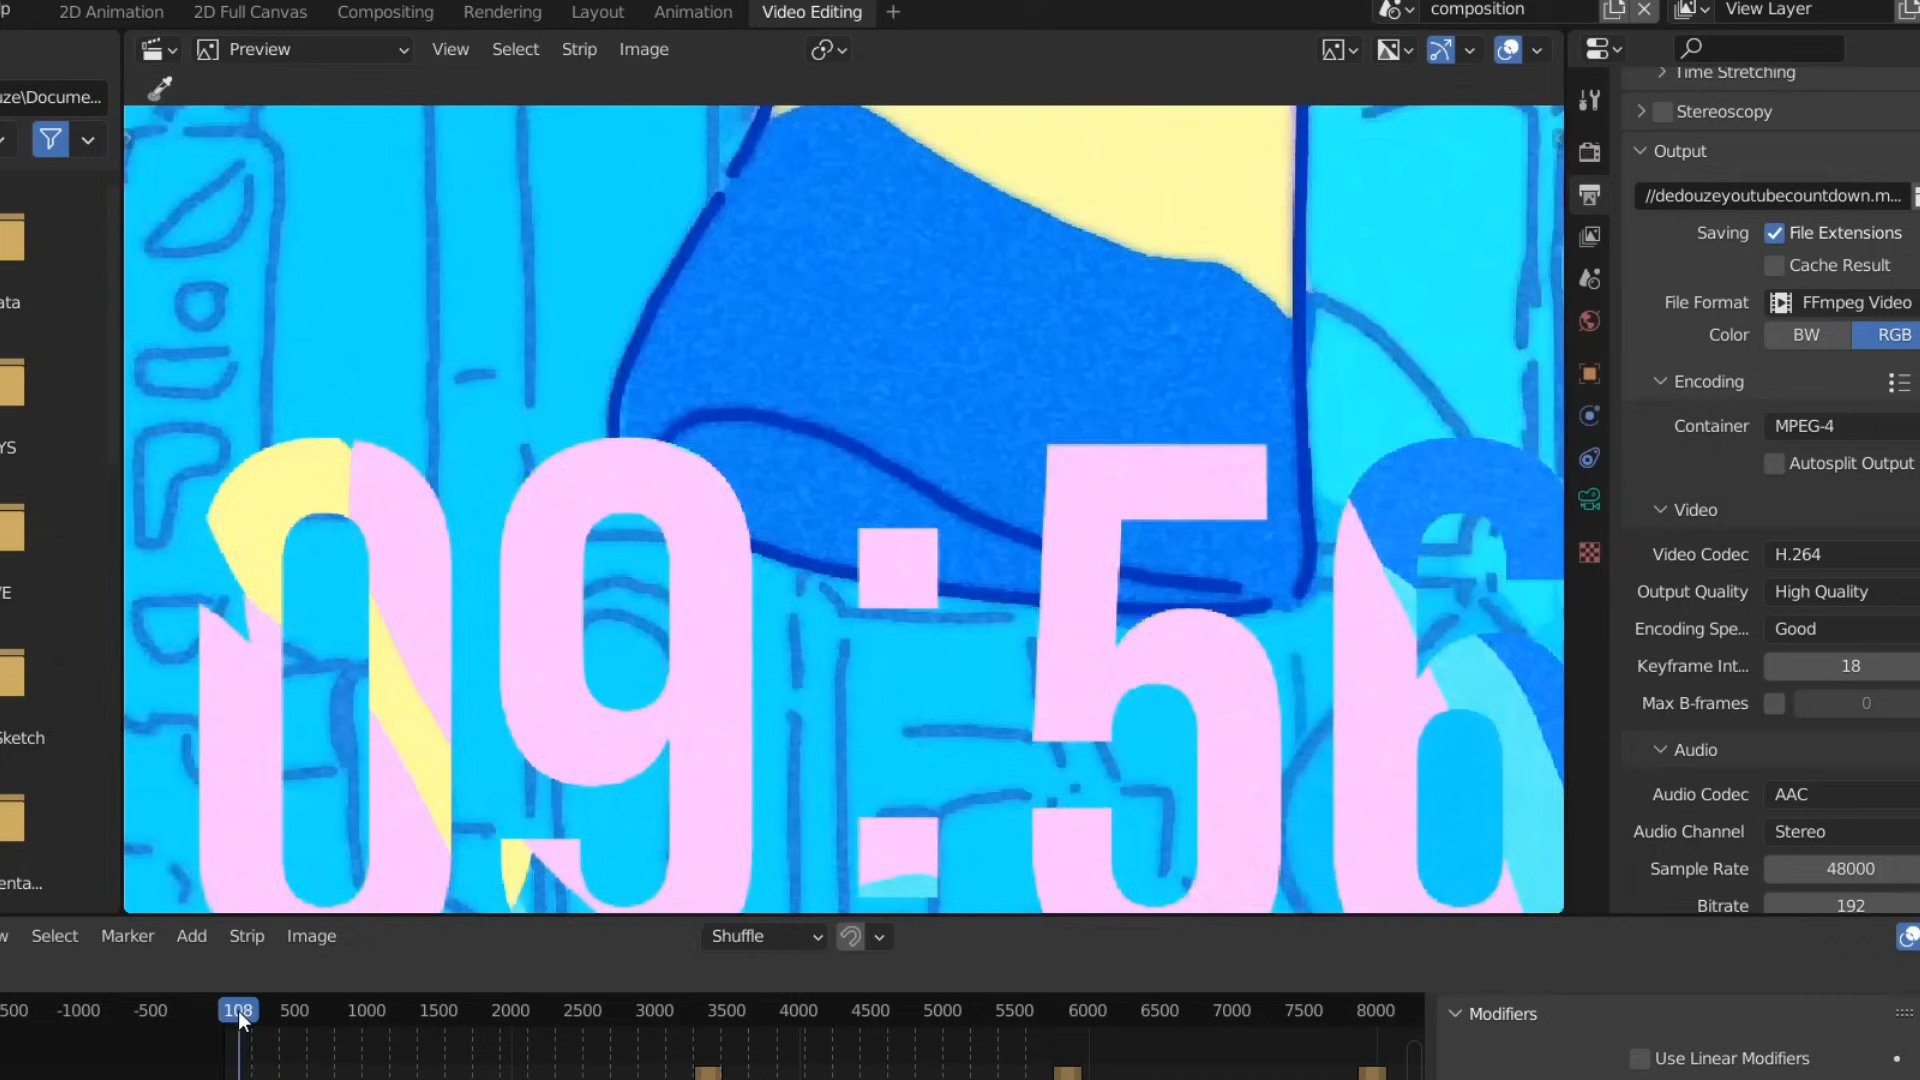 2D Animation 2D Full Canvas Compositing Rendering Layout Animation Video Editing composition View Layer
Preview View Select Strip Image
uze\Docume...
Time Stretching
Stereoscopy
Output
//dedouzeyoutubecountdown.m...
Saving File Extensions
Cache Result
File Format FFmpeg Video
Color BW RGB
Encoding
Container MPEG-4
Autosplit Output
Video
Video Codec H.264
Output Quality High Quality
Encoding Spe... Good
Keyframe Int... 18
Max B-frames 0
Audio
Audio Codec AAC
Audio Channel Stereo
Sample Rate 48000
Bitrate 192
ata
YS
E
Sketch
enta...
09:56
w Select Marker Add Strip Image Shuffle
500 -1000 -500 108 500 1000 1500 2000 2500 3000 3500 4000 4500 5000 5500 6000 6500 7000 7500 8000
Modifiers
Use Linear Modifiers